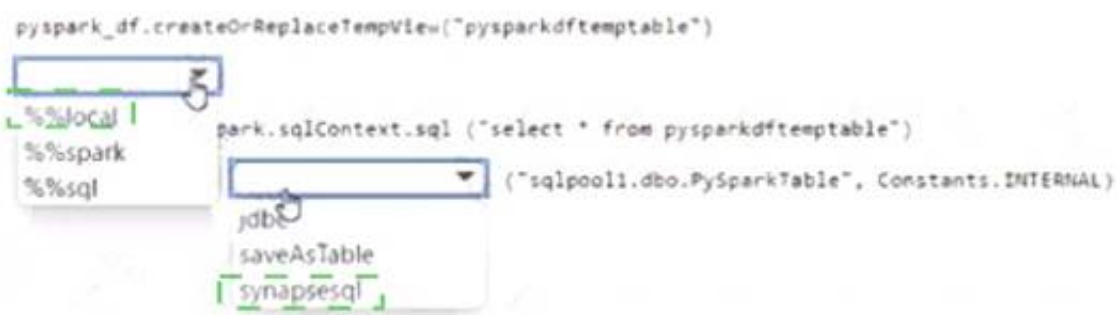 pyspark_df.createOrReplaceTempView("pysparkdftemptable")
%%local
park.sqlContext.sql ("select * from pysparkdftemptable")
%%spark
("sqlpool1.dbo.PySparkTable", Constants.INTERNAL)
%%sql
jdbc
saveAsTable
synapsesql